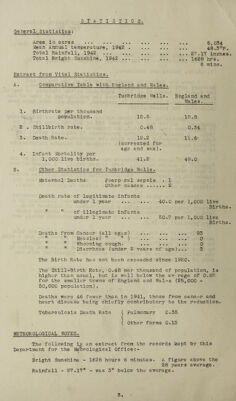 STATISTICS.
General Statistics:
Area in acres ... ... ... ... 6,034
Mean Annual temperature, 1942 ... ... ... 48.3°F.
Total Rainfall, 1942 ... ... ... ... 27.17 inches.
Total Bright Sunshine, 1942 ... ... ... 1628 hrs.
6 mins.
Extract from Vital Statistics.
A. Comparative Table with England and Wales.
Tunbridge Wells. England and Wales.
1. Birthrate per thousand
population. 15.8
2. Stillbirth rate. 0.48 0.54
3. Death Rate. 12.2 11.6
(corrected for
age and sex).
4. Infant Mortality per
1,000 live births. 41.2 49.0
B. Other Statistics for Tunbridge Wells.
Maternal Deaths Puerperal sepsis . 1
Other causes ...... 2
Death rate of legitimate infants
under 1 year ... ... 40.0 per 1,000 live
Births.
" " of illegitimate infants
under 1 year ... ... 50.7 per 1,000 live
Births.
Deaths from Cancer (all ages) ... ... ... 93
" " Measles " " ... ... ... 0
" " Whooping cough ... ... ... 0
" " Diarrhoea (under 2 years of age)... 3
The Birth Rate has not been exceeded since 1920.
The Still-Birth Rate, 0.48 per thousand of population, is
higher than usual, but is well below the average of
for the smaller towns of England and Wales (25,000 -
50,000 population).
Deaths were 46 fewer than in 1941, those from cancer and
heart disease being chiefly contributory to the reduction.
Tuberculosis Death Rate ( Pulmonary 0.38
( Other forms 0.13
METEOROLOGICAL NOTES.
The following is an extract from the records kept by this
Department for the Meteorological Office:-
Bright Sunshine - 1628 hours 6 minutes. A figure above the
28 years average.
Rainfall - 27.17" - was 3" below the average.
3.